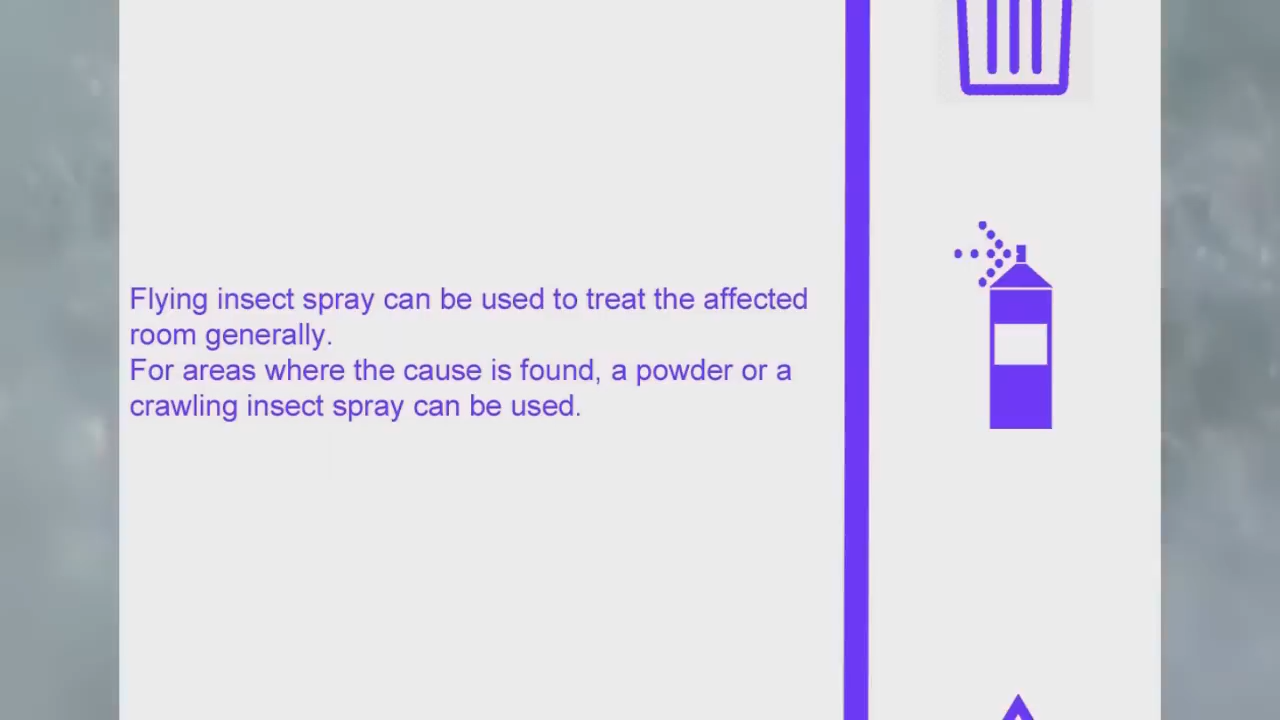 Flying insect spray can be used to treat the affected
room generally.
For areas where the cause is found, a powder or a
crawling insect spray can be used.